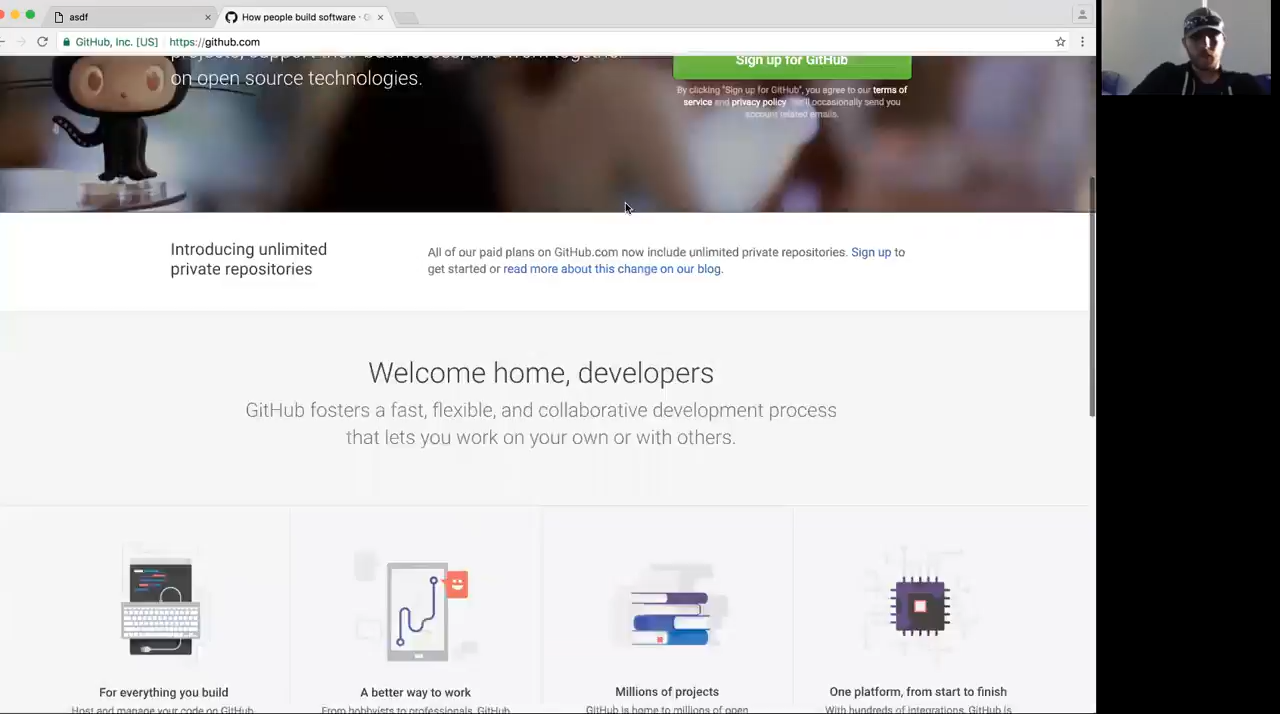 asdf
How people build software ·
GitHub, Inc. [US]
https://github.com
on open source technologies.
Sign up for GitHub
By clicking "Sign up for GitHub", you agree to our terms of
service and privacy policy. We'll occasionally send you
account related emails.
Introducing unlimited
private repositories
All of our paid plans on GitHub.com now include unlimited private repositories. Sign up to
get started or read more about this change on our blog.
Welcome home, developers
GitHub fosters a fast, flexible, and collaborative development process
that lets you work on your own or with others.
For everything you build
A better way to work
Millions of projects
One platform, from start to finish
Host and manage your code on GitHub.
From hobbyists to professionals, GitHub
GitHub is home to millions of open
With hundreds of integrations, GitHub is